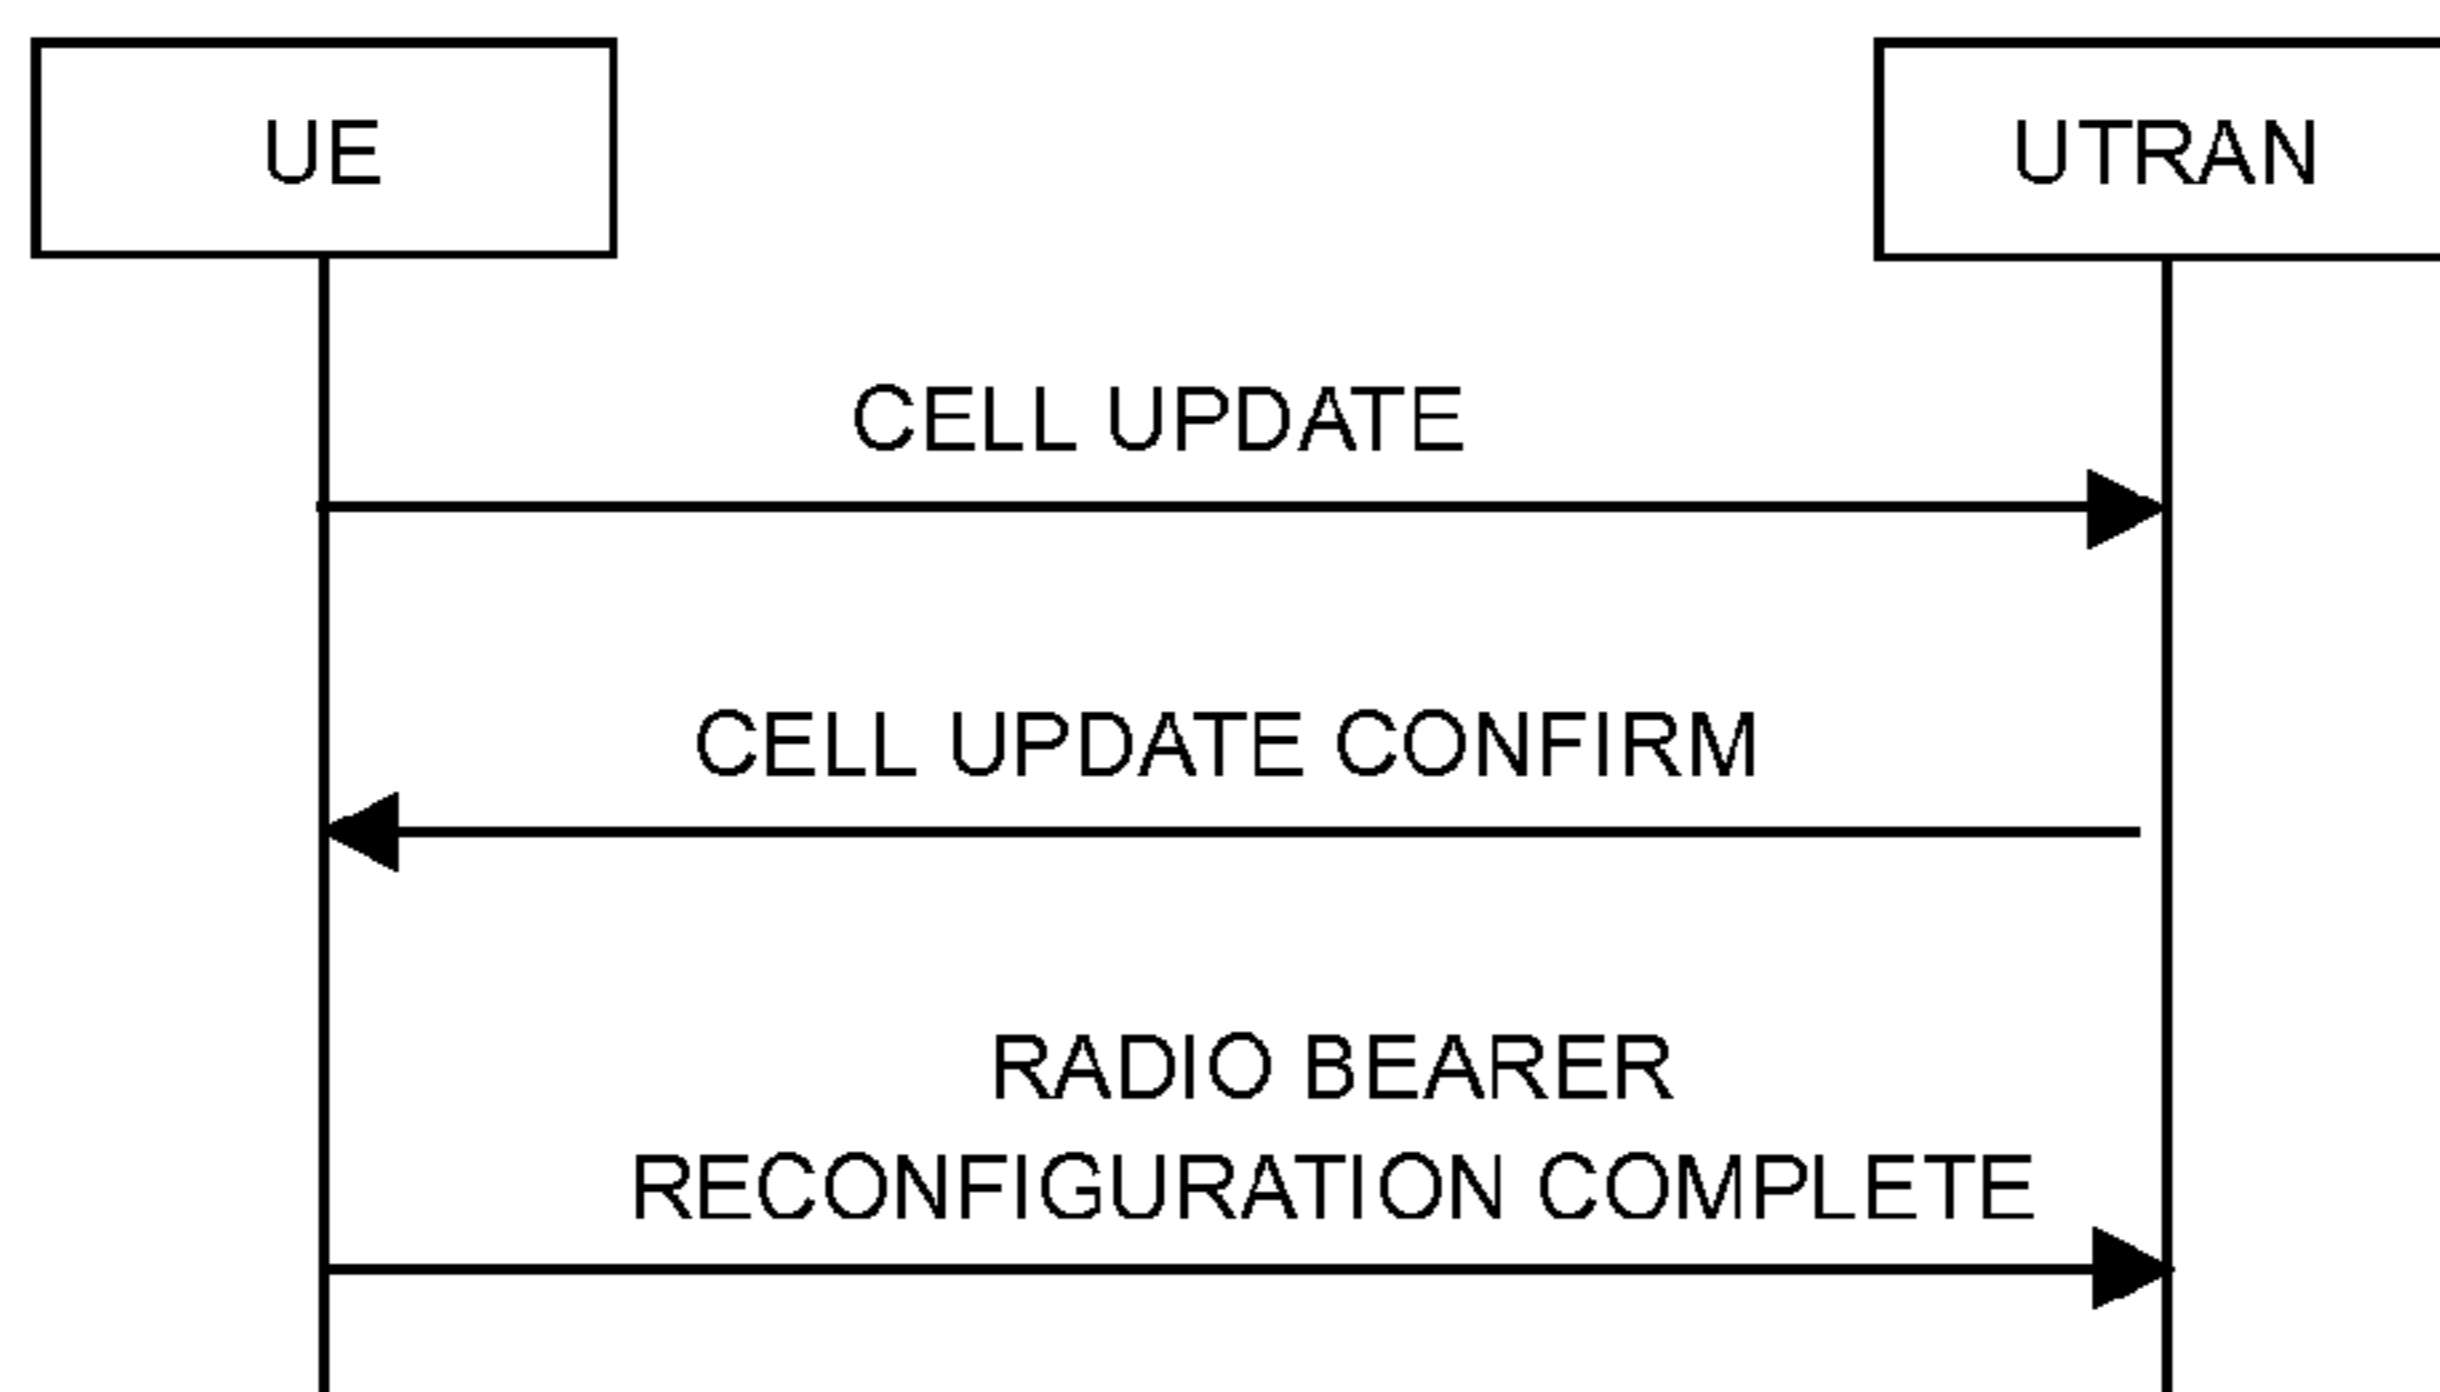 UE
UTRAN
CELL UPDATE
CELL UPDATE CONFIRM
RADIO BEARER
RECONFIGURATION COMPLETE